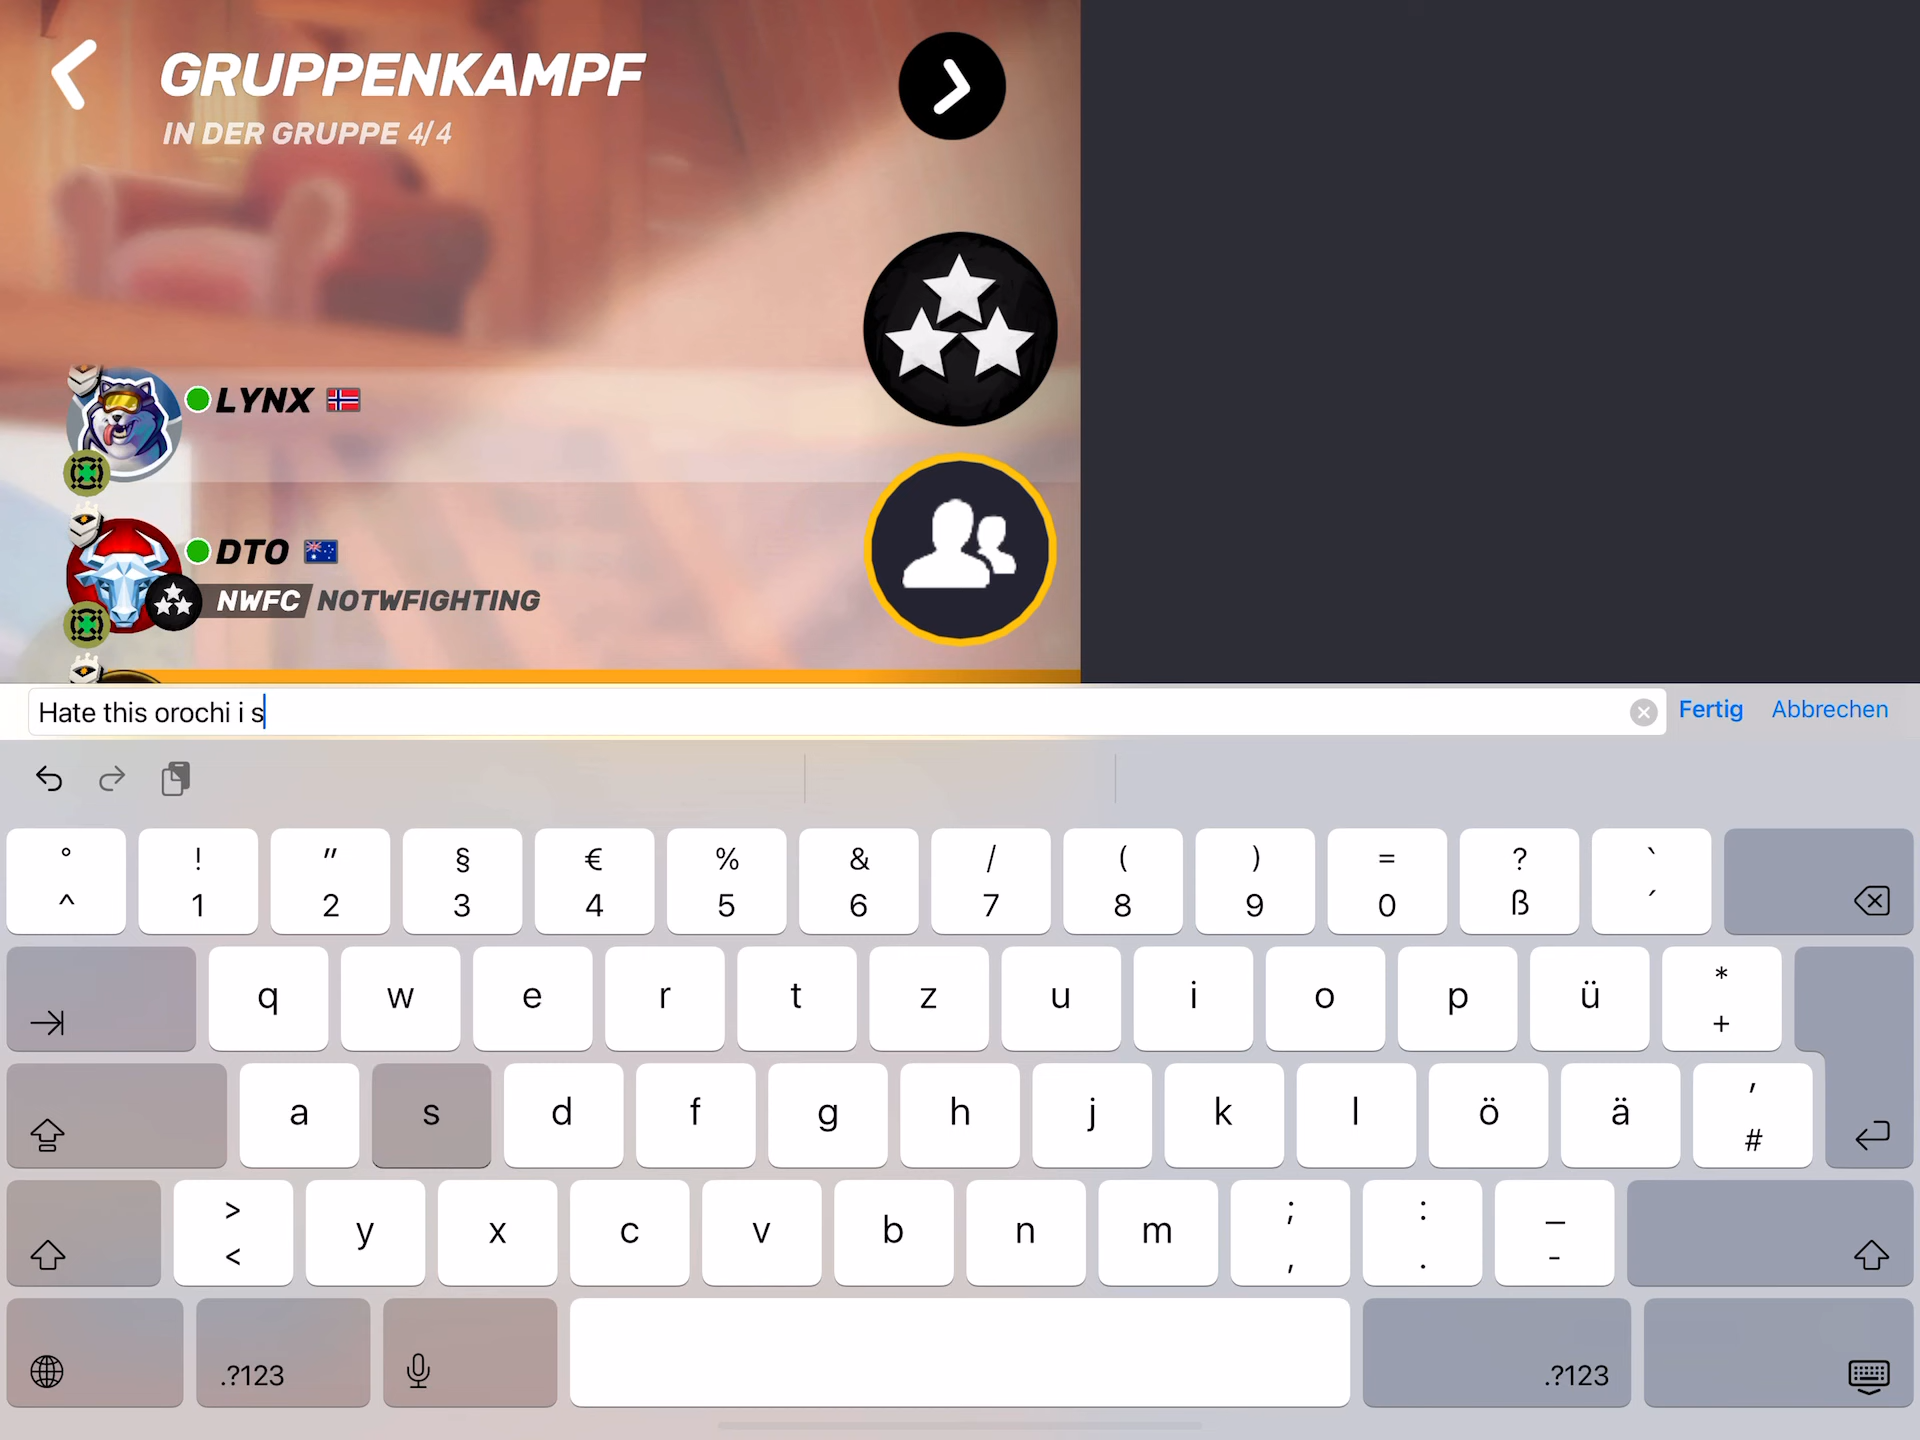 GRUPPENKAMPF
IN DER GRUPPE 4/4
LYNX
DTO
NWFC NOTWFIGHTING
Hate this orochi i s
Fertig Abbrechen
° ! " § € % & / ( ) = ? `
^ 1 2 3 4 5 6 7 8 9 0 ß ´
q w e r t z u i o p ü * +
a s d f g h j k l ö ä ' #
> < y x c v b n m ; , : . _ -
.?123 .?123